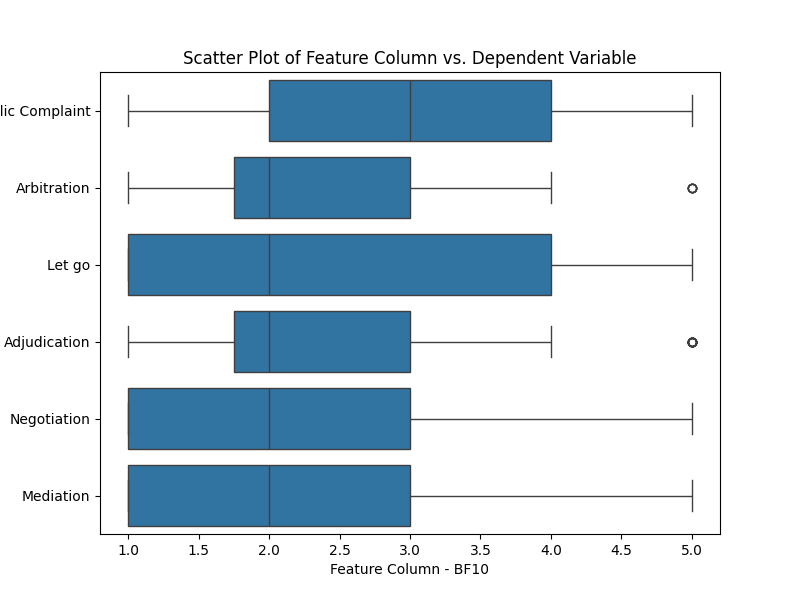 Scatter Plot of Feature Column vs. Dependent Variable
lic Complaint
Arbitration
Let go
Adjudication
Negotiation
Mediation
1.0 1.5 2.0 2.5 3.0 3.5 4.0 4.5 5.0
Feature Column - BF10